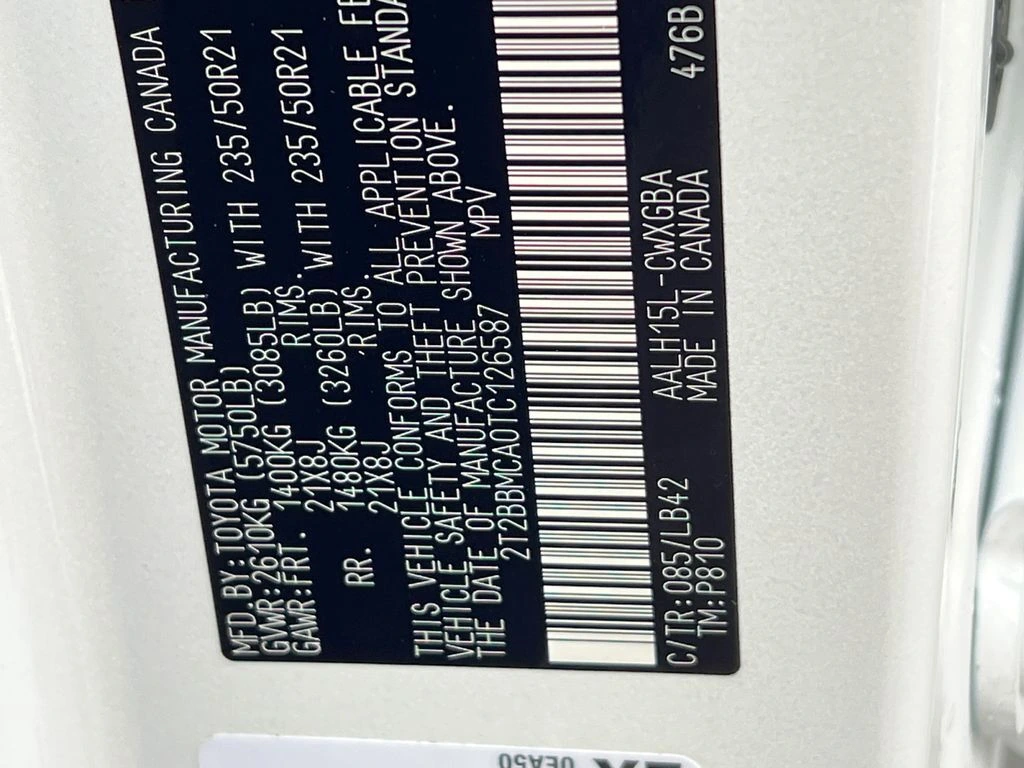 MFD.BY:TOYOTA MOTOR MANUFACTURING CANADA
GVWR:2610KG (5750LB)
GAWR:FRT. 1400KG (3085LB) WITH 235/50R21
21X8J RIMS.
RR. 1480KG (3260LB) WITH 235/50R21
21X8J RIMS.
THIS VEHICLE CONFORMS TO ALL APPLICABLE FE
VEHICLE SAFETY AND THEFT PREVENTION STANDA
THE DATE OF MANUFACTURE SHOWN ABOVE.
2T2BBMCA0TC126587 MPV
C/TR:085/LB42 AALH15L-CWXGBA 476B
TM:P810 MADE IN CANADA
0EA50